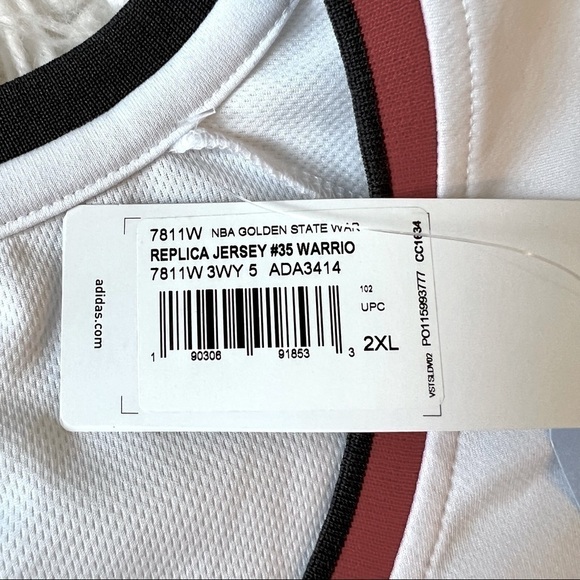 7811W NBA GOLDEN STATE WAR
REPLICA JERSEY #35 WARRIO
7811W 3WY 5 ADA3414
102
UPC
1 90306 91853 3
2XL
adidas.com
VSTSLDV02 PO115993777 CC1634